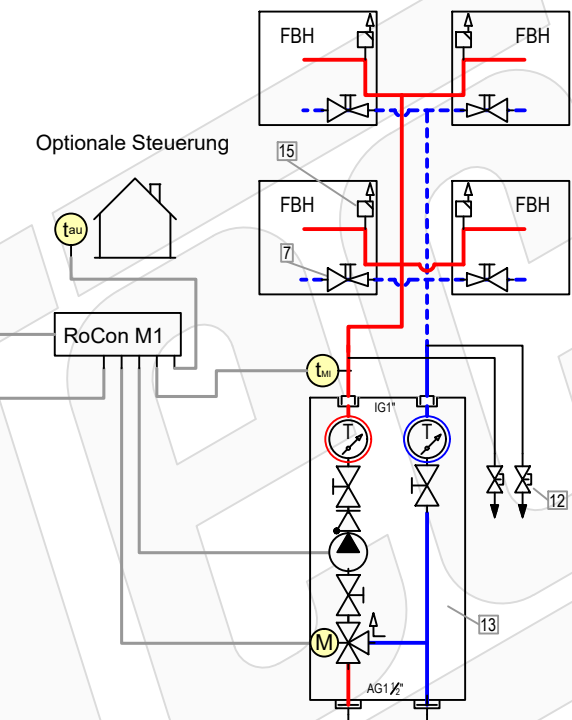 FBH
FBH
Optionale Steuerung
15
FBH
FBH
tau
7
RoCon M1
tMI
IG1"
T
T
12
13
M
AG1½"